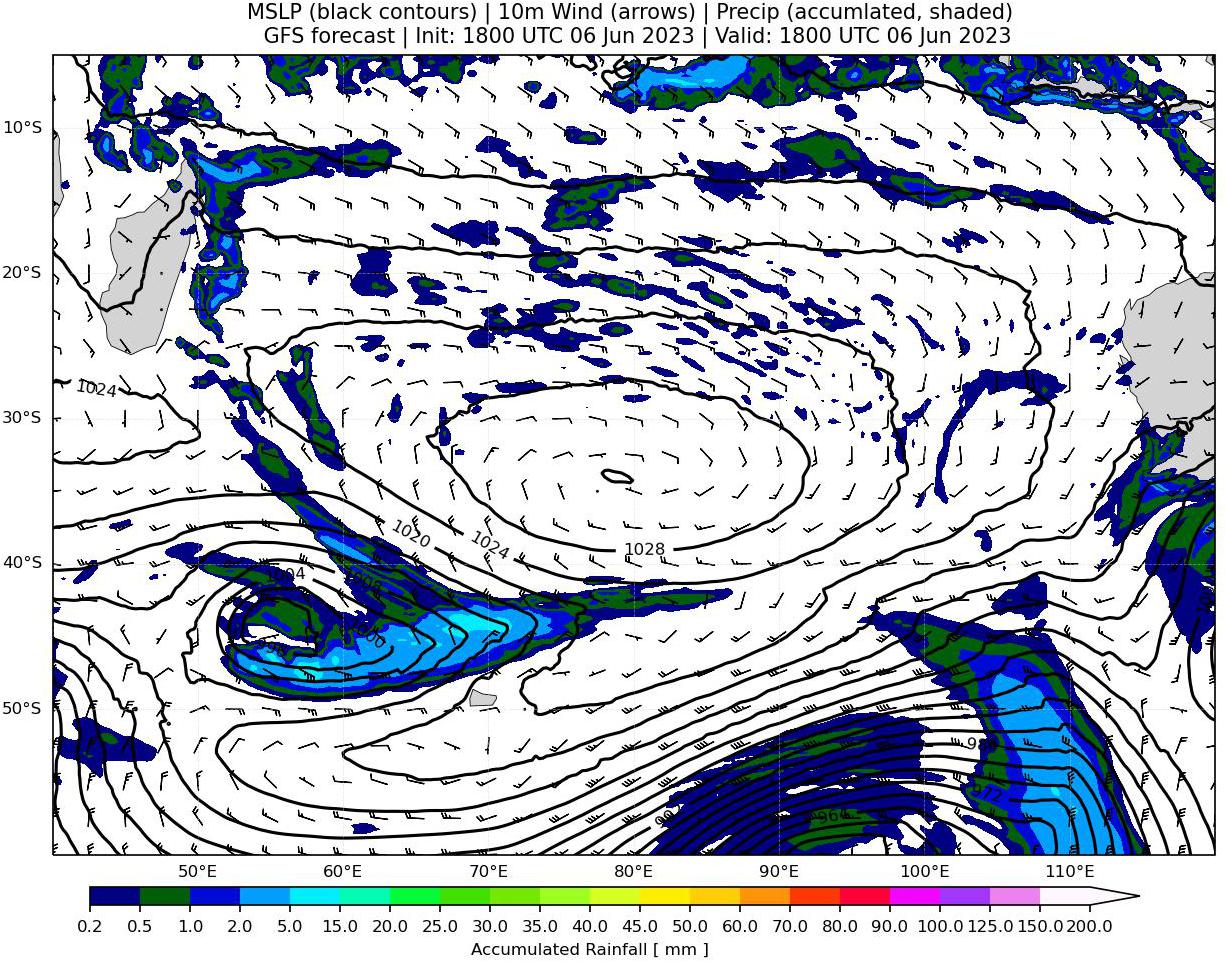 MSLP (black contours) | 10m Wind (arrows) | Precip (accumlated, shaded)
GFS forecast | Init: 1800 UTC 06 Jun 2023 | Valid: 1800 UTC 06 Jun 2023
10°S
20°S
1024
30°S
1020
1024
1028
40°S
1004
1008
1000
996
50°S
980
972
964
50°E 60°E 70°E 80°E 90°E 100°E 110°E
0.2 0.5 1.0 2.0 5.0 10.0 15.0 20.0 25.0 30.0 35.0 40.0 45.0 50.0 60.0 70.0 80.0 90.0 100.0 125.0 150.0 200.0
Accumulated Rainfall [ mm ]